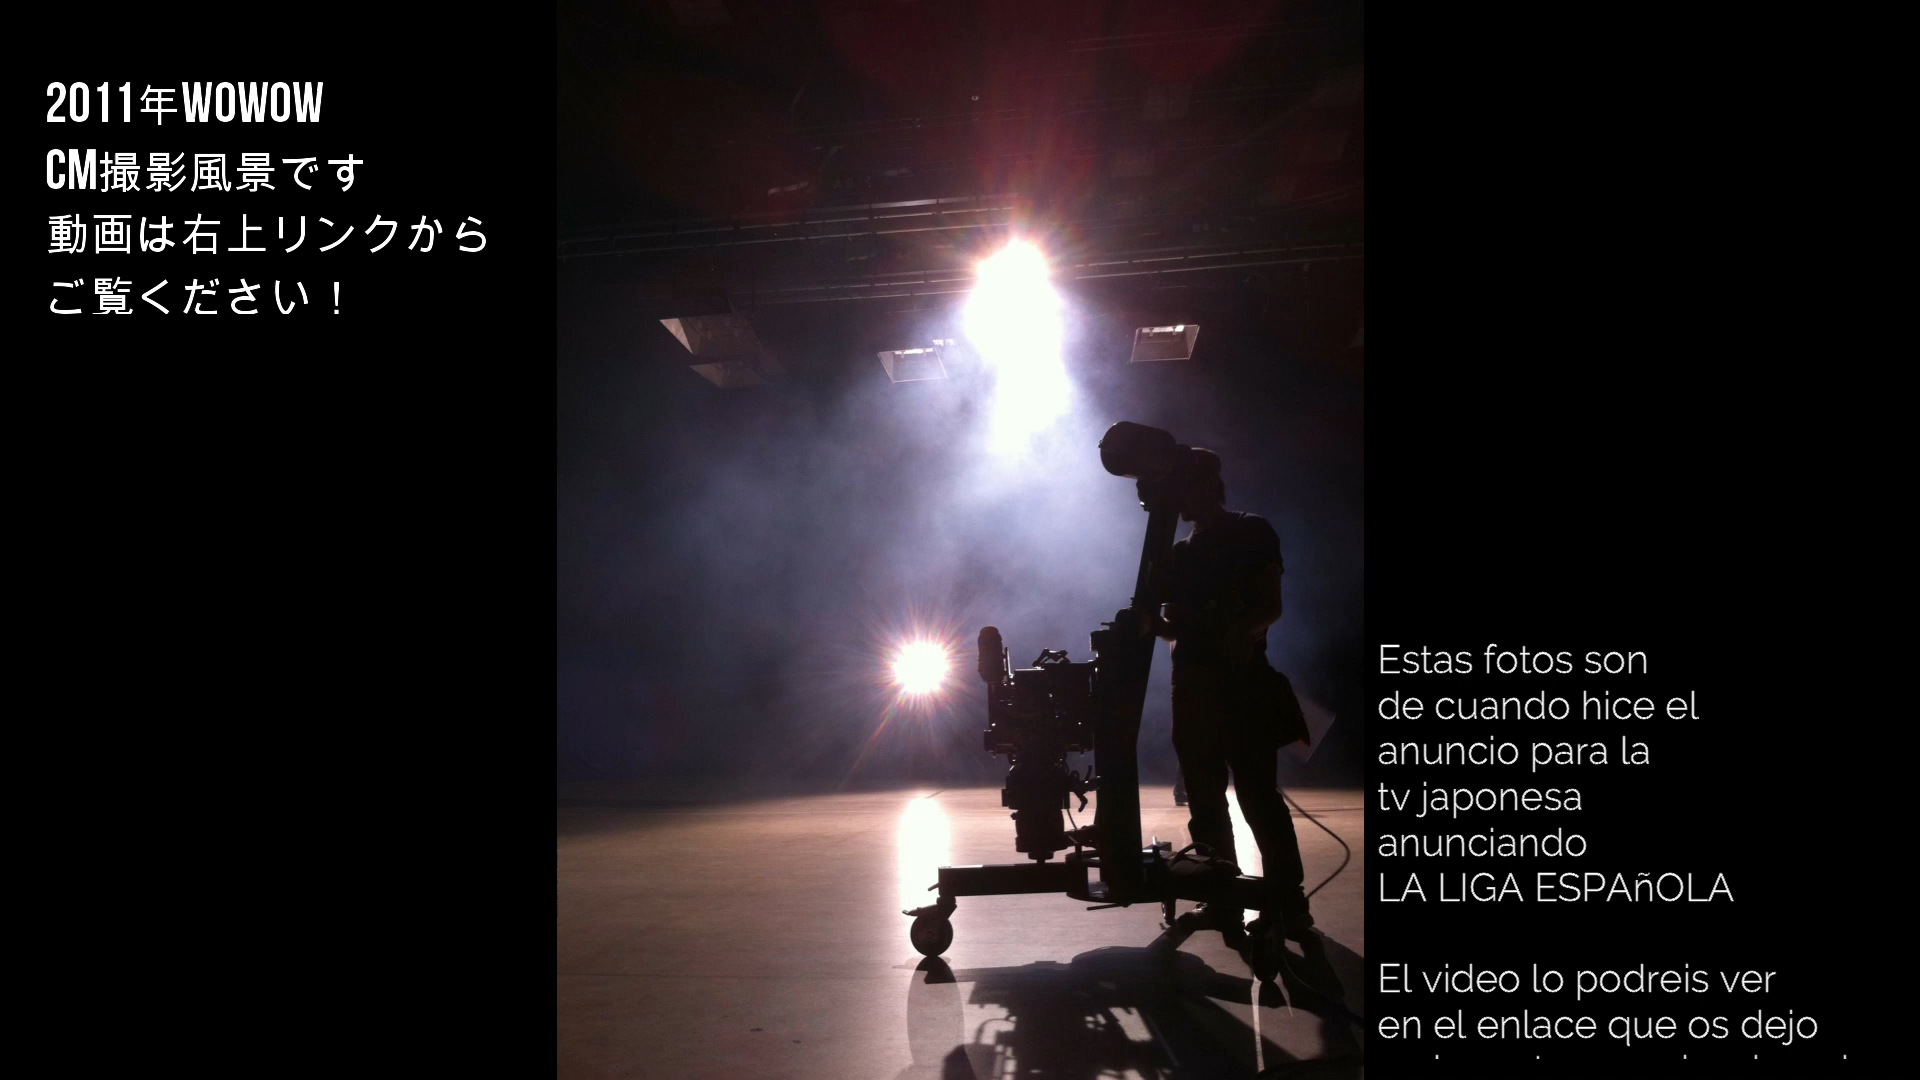 2011年WOWOW
CM撮影風景です
動画は右上リンクから
ご覧ください！
Estas fotos son
de cuando hice el
anuncio para la
tv japonesa
anunciando
LA LIGA ESPAñOLA
El video lo podreis ver
en el enlace que os dejo